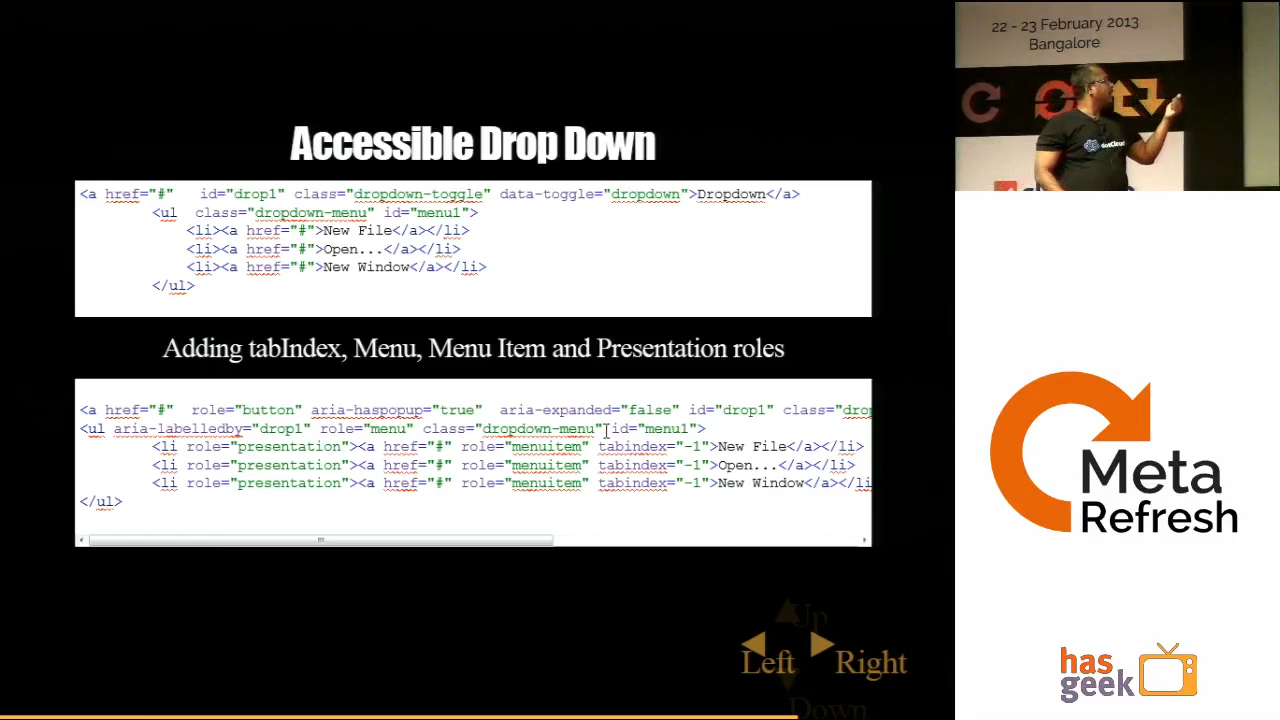 22 - 23 February 2013
Bangalore
dotCloud
Accessible Drop Down
<a href="#"   id="drop1" class="dropdown-toggle" data-toggle="dropdown">Dropdown</a>
<ul  class="dropdown-menu" id="menu1">
<li><a href="#">New File</a></li>
<li><a href="#">Open...</a></li>
<li><a href="#">New Window</a></li>
</ul>
Adding tabIndex, Menu, Menu Item and Presentation roles
<a href="#"  role="button" aria-haspopup="true"  aria-expanded="false" id="drop1" class="drop
<ul aria-labelledby="drop1" role="menu" class="dropdown-menu" id="menu1">
<li role="presentation"><a href="#" role="menuitem" tabindex="-1">New File</a></li>
<li role="presentation"><a href="#" role="menuitem" tabindex="-1">Open...</a></li>
<li role="presentation"><a href="#" role="menuitem" tabindex="-1">New Window</a></li
</ul>
Up
Left Right
Down
Meta
Refresh
has
geek